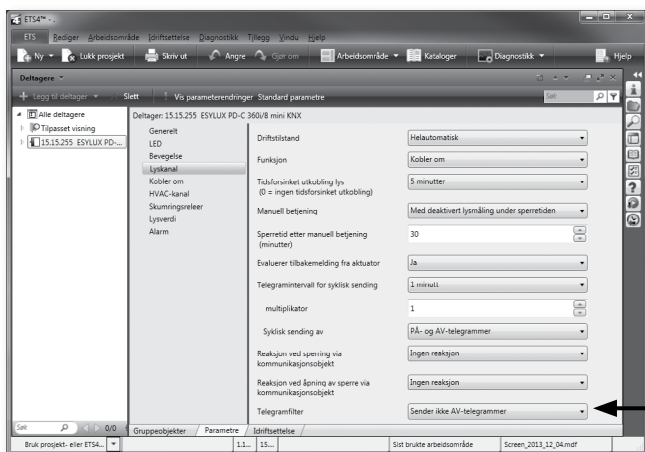 ETS4™ - .
ETS Rediger Arbeidsområde Idriftsettelse Diagnostikk Tillegg Vindu Hjelp
Ny Lukk prosjekt Skriv ut Angre Gjør om Arbeidsområde Kataloger Diagnostikk Hjelp
Deltagere
Legg til deltager Slett Vis parameterendringer Standard parametre Søk
Alle deltagere
Tilpasset visning
15.15.255 ESYLUX PD-...
Deltager: 15.15.255 ESYLUX PD-C 360i/8 mini KNX
Generelt
LED
Bevegelse
Lyskanal
Kobler om
HVAC-kanal
Skumringsreleer
Lysverdi
Alarm
Driftstilstand Helautomatisk
Funksjon Kobler om
Tidsforsinket utkobling lys 5 minutter
(0 = ingen tidsforsinket utkobling)
Manuell betjening Med deaktivert lysmåling under sperretiden
Sperretid etter manuell betjening 30
(minutter)
Evaluerer tilbakemelding fra aktuator Ja
Telegramintervall for syklisk sending 1 minutt
multiplikator 1
Syklisk sending av PÅ- og AV-telegrammer
Reaksjon ved sperring via Ingen reaksjon
kommunikasjonsobjekt
Reaksjon ved åpning av sperre via Ingen reaksjon
kommunikasjonsobjekt
Telegramfilter Sender ikke AV-telegrammer
Søk 0/0
Gruppeobjekter Parametre Idriftsettelse
Bruk prosjekt- eller ETS4... 1.1... 15... Sist brukte arbeidsområde Screen_2013_12_04.mdf